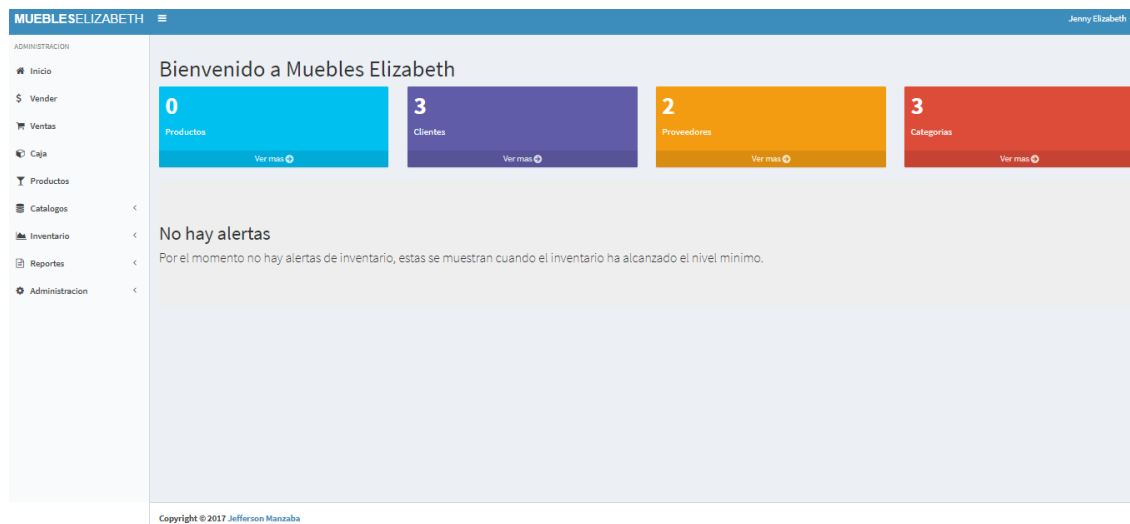 MUEBLESELIZABETH
Jenny Elizabeth
ADMINISTRACION
Inicio
Vender
Ventas
Caja
Productos
Catalogos
Inventario
Reportes
Administracion
Bienvenido a Muebles Elizabeth
0
Productos
Ver mas
3
Clientes
Ver mas
2
Proveedores
Ver mas
3
Categorias
Ver mas
No hay alertas
Por el momento no hay alertas de inventario, estas se muestran cuando el inventario ha alcanzado el nivel minimo.
Copyright © 2017 Jefferson Manzaba